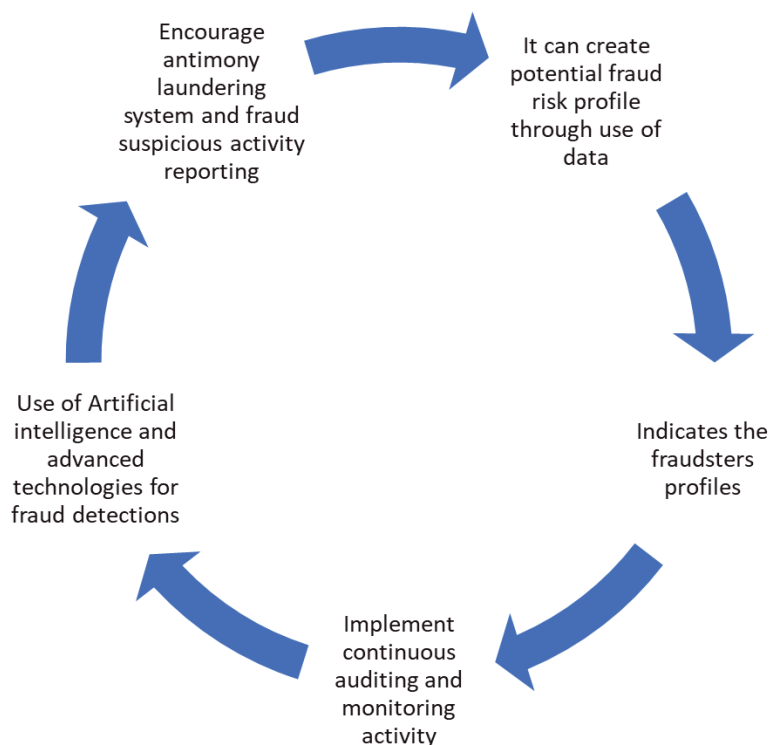 Encourage
antimony
laundering
system and fraud
suspicious activity
reporting
It can create
potential fraud
risk profile
through use of
data
Indicates the
fraudsters
profiles
Implement
continuous
auditing and
monitoring
activity
Use of Artificial
intelligence and
advanced
technologies for
fraud detections